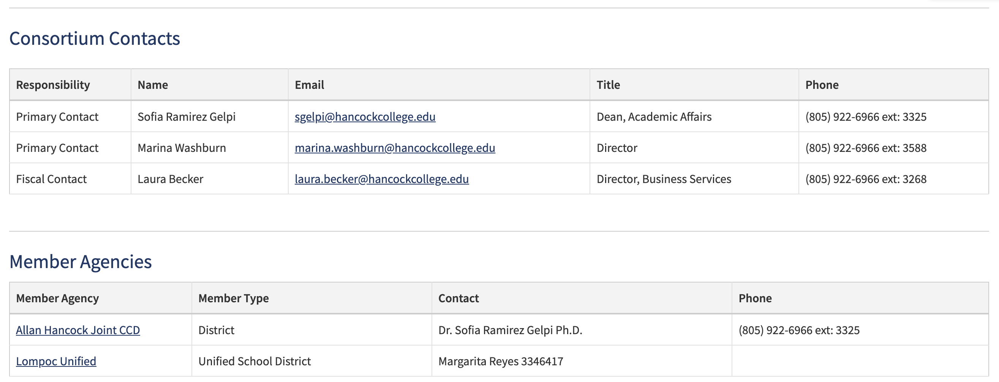 Consortium Contacts
Responsibility Name Email Title Phone
Primary Contact Sofia Ramirez Gelpi sgelpi@hancockcollege.edu Dean, Academic Affairs (805) 922-6966 ext: 3325
Primary Contact Marina Washburn marina.washburn@hancockcollege.edu Director (805) 922-6966 ext: 3588
Fiscal Contact Laura Becker laura.becker@hancockcollege.edu Director, Business Services (805) 922-6966 ext: 3268
Member Agencies
Member Agency Member Type Contact Phone
Allan Hancock Joint CCD District Dr. Sofia Ramirez Gelpi Ph.D. (805) 922-6966 ext: 3325
Lompoc Unified Unified School District Margarita Reyes 3346417